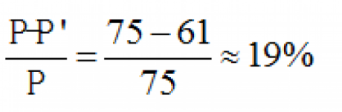 (P-P')/P = (75 − 61)/75 ≈ 19%